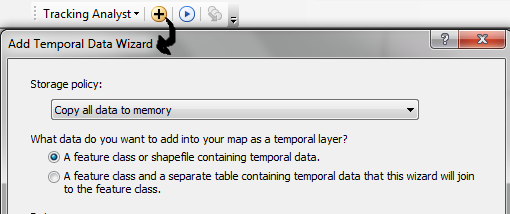 Tracking Analyst
Add Temporal Data Wizard
Storage policy:
Copy all data to memory
What data do you want to add into your map as a temporal layer?
A feature class or shapefile containing temporal data.
A feature class and a separate table containing temporal data that this wizard will join
to the feature class.